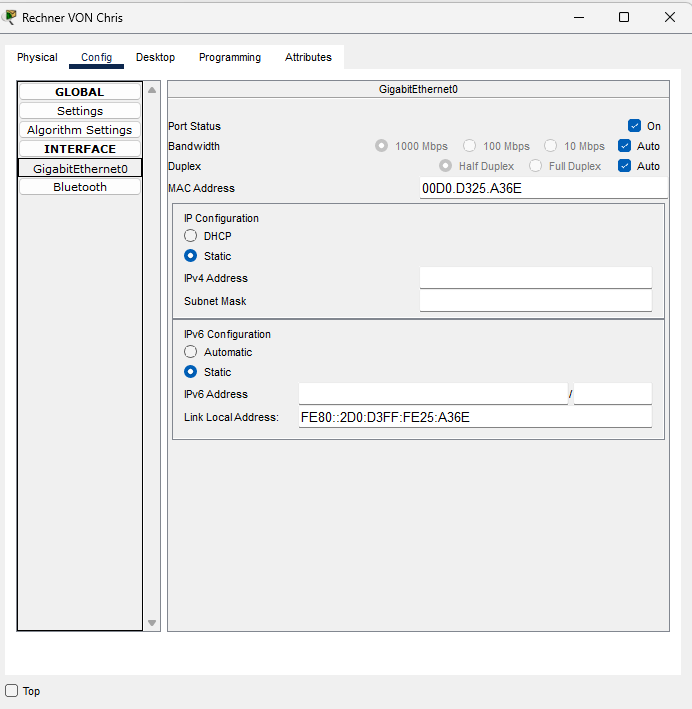 Rechner VON Chris
Physical Config Desktop Programming Attributes
GLOBAL
Settings
Algorithm Settings
INTERFACE
GigabitEthernet0
Bluetooth
GigabitEthernet0
Port Status On
Bandwidth 1000 Mbps 100 Mbps 10 Mbps Auto
Duplex Half Duplex Full Duplex Auto
MAC Address 00D0.D325.A36E
IP Configuration
DHCP
Static
IPv4 Address
Subnet Mask
IPv6 Configuration
Automatic
Static
IPv6 Address /
Link Local Address: FE80::2D0:D3FF:FE25:A36E
Top